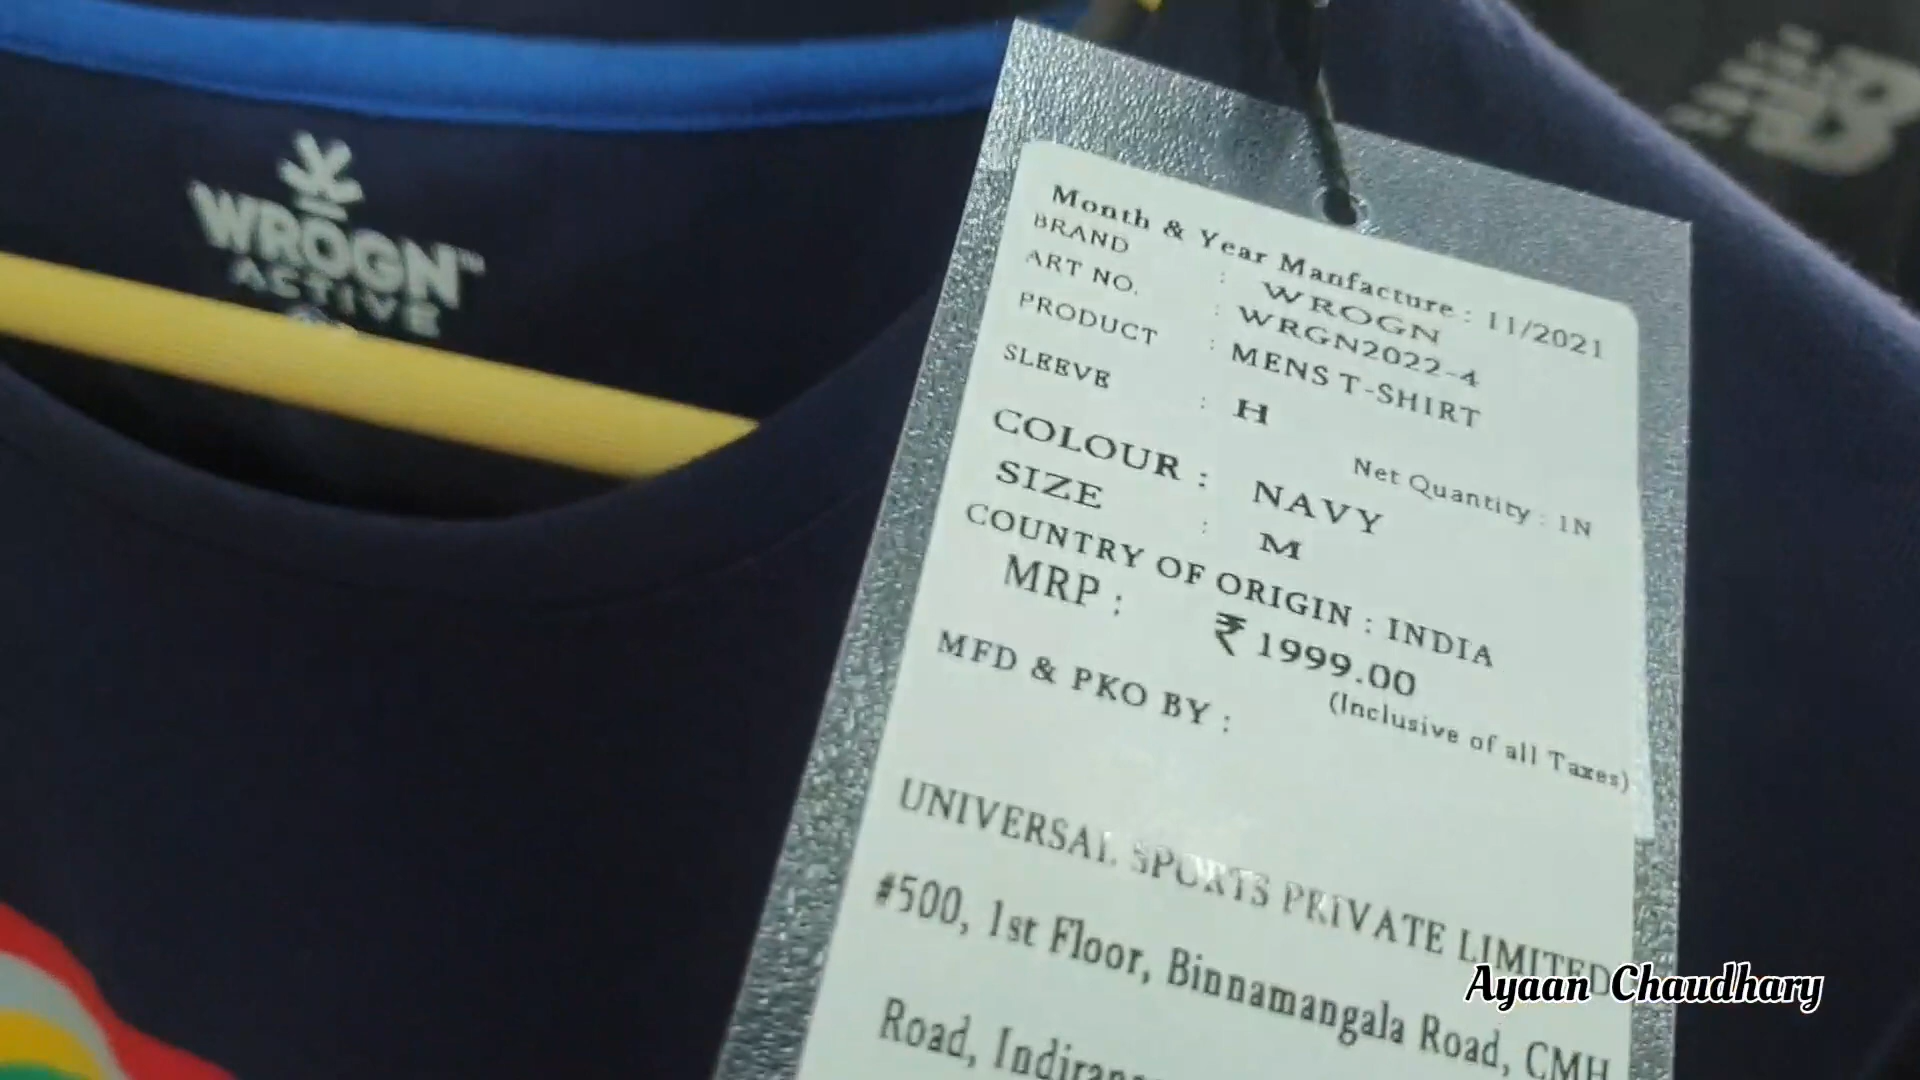 WROGN™
ACTIVE
NB
Month & Year Manfacture : 11/2021
BRAND : WROGN
ART NO. : WRGN2022-4
PRODUCT : MENS T-SHIRT
SLEEVE : H
Net Quantity : 1N
COLOUR : NAVY
SIZE : M
COUNTRY OF ORIGIN : INDIA
MRP : ₹ 1999.00
(Inclusive of all Taxes)
MFD & PKO BY :
UNIVERSAL SPORTS PRIVATE LIMITED
#500, 1st Floor, Binnamangala Road, CMH
Road,
Ayaan Chaudhary